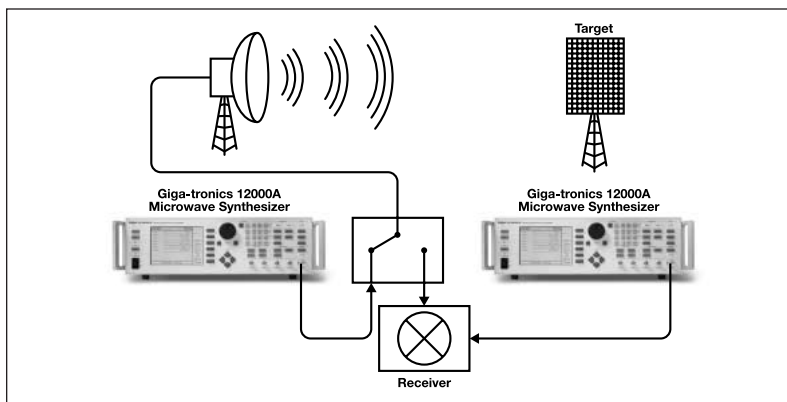 Target
Giga-tronics 12000A
Microwave Synthesizer
Giga-tronics 12000A
Microwave Synthesizer
Receiver